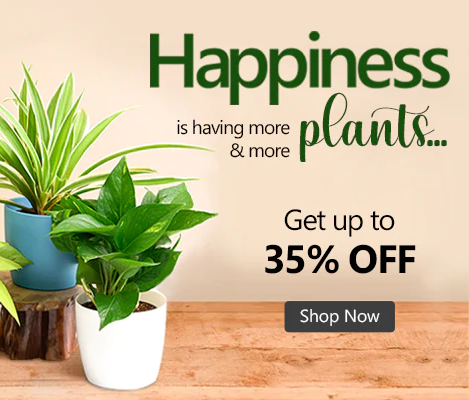 Happiness
is having more
& more plants...
Get up to
35% OFF
Shop Now